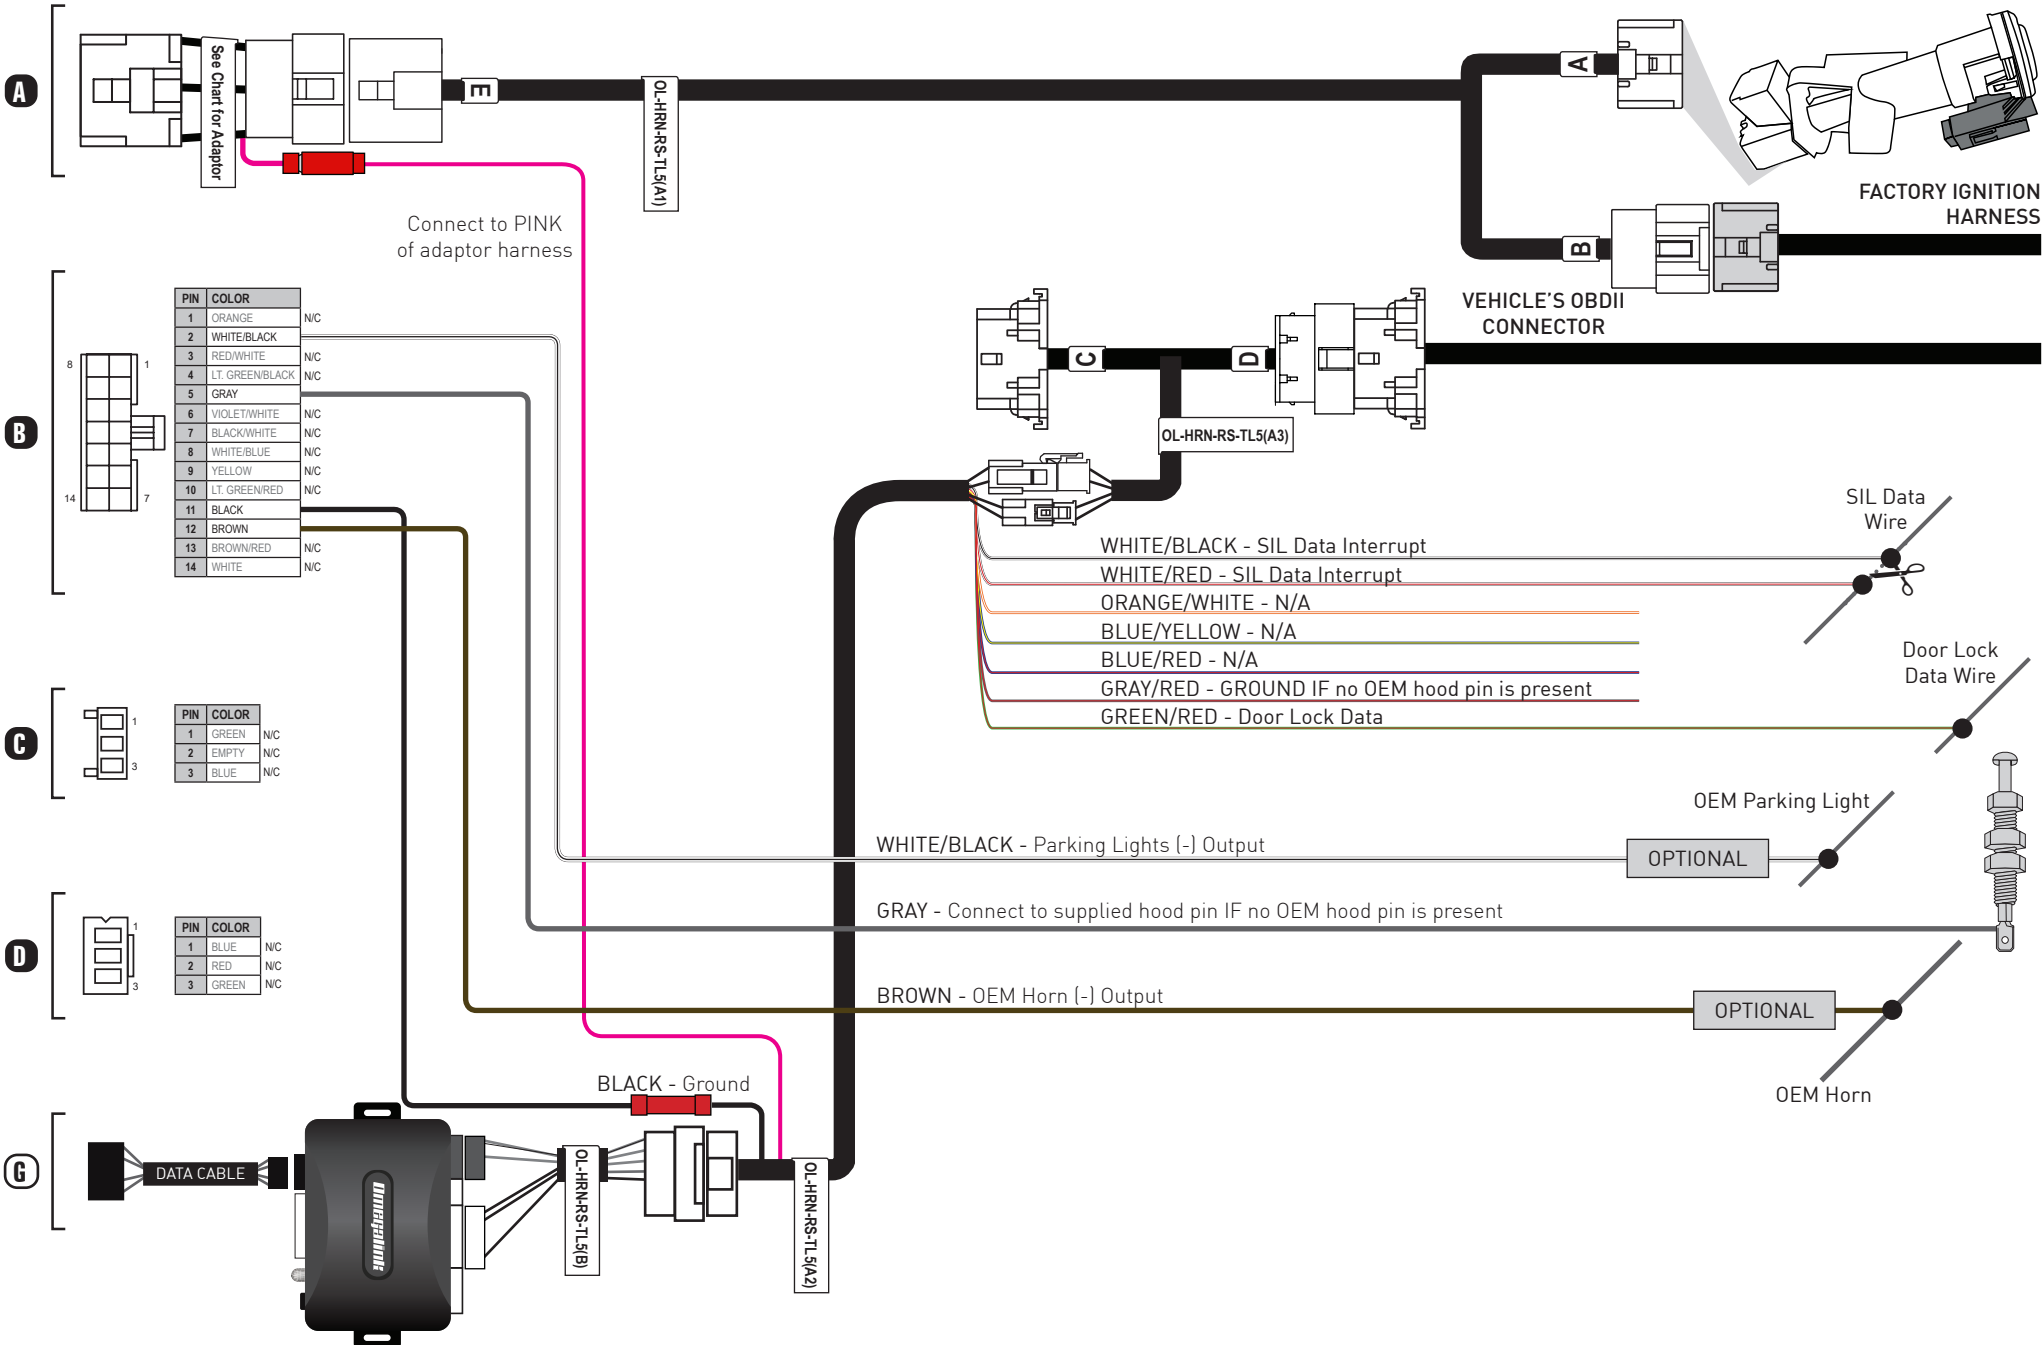 A
See Chart for Adaptor
E
OL-HRN-RS-TL5(A1)
A
B
FACTORY IGNITION
HARNESS
Connect to PINK
of adaptor harness
B
8
1
14
7
PIN COLOR
1 ORANGE N/C
2 WHITE/BLACK
3 RED/WHITE N/C
4 LT. GREEN/BLACK N/C
5 GRAY
6 VIOLET/WHITE N/C
7 BLACK/WHITE N/C
8 WHITE/BLUE N/C
9 YELLOW N/C
10 LT. GREEN/RED N/C
11 BLACK
12 BROWN
13 BROWN/RED N/C
14 WHITE N/C
VEHICLE'S OBDII
CONNECTOR
C
D
OL-HRN-RS-TL5(A3)
SIL Data
Wire
WHITE/BLACK - SIL Data Interrupt
WHITE/RED - SIL Data Interrupt
ORANGE/WHITE - N/A
BLUE/YELLOW - N/A
BLUE/RED - N/A
GRAY/RED - GROUND IF no OEM hood pin is present
GREEN/RED - Door Lock Data
Door Lock
Data Wire
C
1
3
PIN COLOR
1 GREEN N/C
2 EMPTY N/C
3 BLUE N/C
OEM Parking Light
WHITE/BLACK - Parking Lights (-) Output
OPTIONAL
GRAY - Connect to supplied hood pin IF no OEM hood pin is present
D
1
3
PIN COLOR
1 BLUE N/C
2 RED N/C
3 GREEN N/C
BROWN - OEM Horn (-) Output
OPTIONAL
OEM Horn
BLACK - Ground
G
DATA CABLE
Omegalink
OL-HRN-RS-TL5(B)
OL-HRN-RS-TL5(A2)